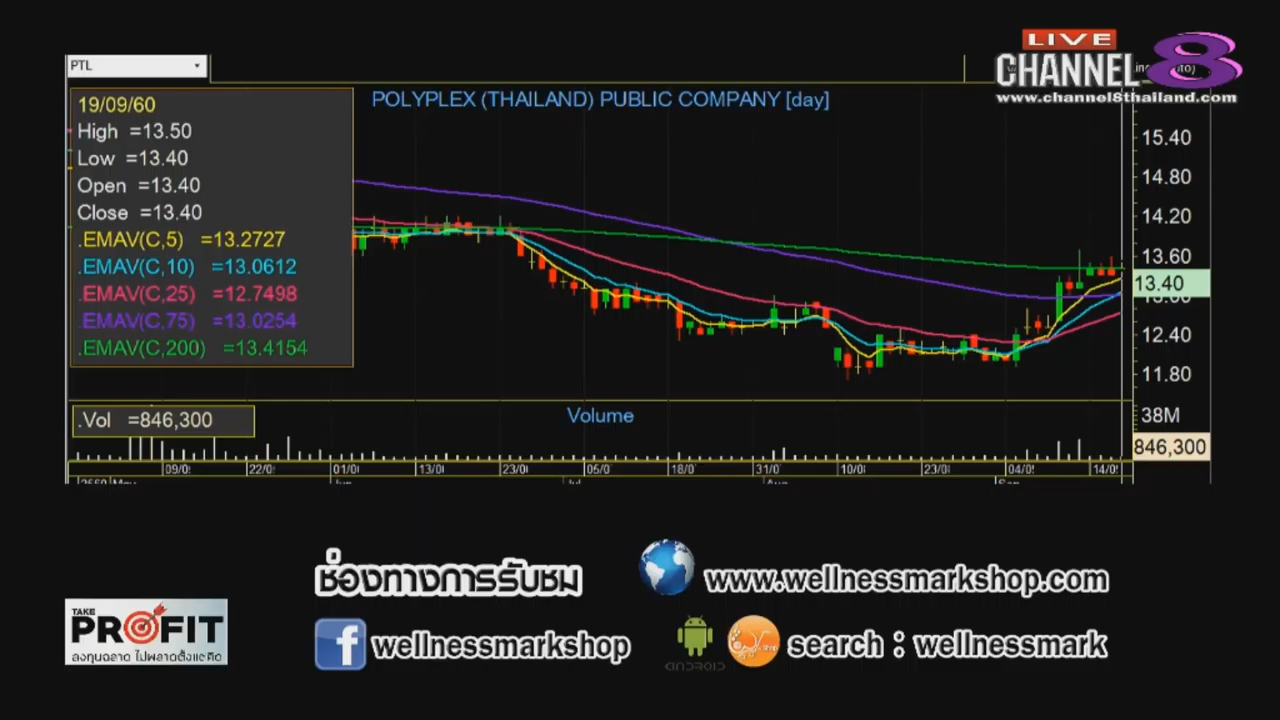 PTL
LIVE
CHANNEL 8
www.channel8thailand.com
POLYPLEX (THAILAND) PUBLIC COMPANY [day]
19/09/60
High =13.50
Low =13.40
Open =13.40
Close =13.40
.EMAV(C,5) =13.2727
.EMAV(C,10) =13.0612
.EMAV(C,25) =12.7498
.EMAV(C,75) =13.0254
.EMAV(C,200) =13.4154
15.40
14.80
14.20
13.60
13.40
13.00
12.40
11.80
.Vol =846,300
Volume
38M
846,300
09/0 22/0 01/0 13/0 23/0 05/0 18/0 31/0 10/0 23/0 04/0 14/0
ช่องทางการรับชม
www.wellnessmarkshop.com
TAKE
PROFIT
ลงทุนฉลาด ไม่พลาดตั้งแต่คิด
wellnessmarkshop
ANDROID
search : wellnessmark